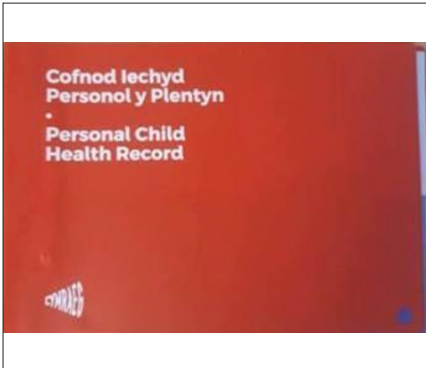 Cofnod Iechyd
Personol y Plentyn
•
Personal Child
Health Record
CYMRAEG